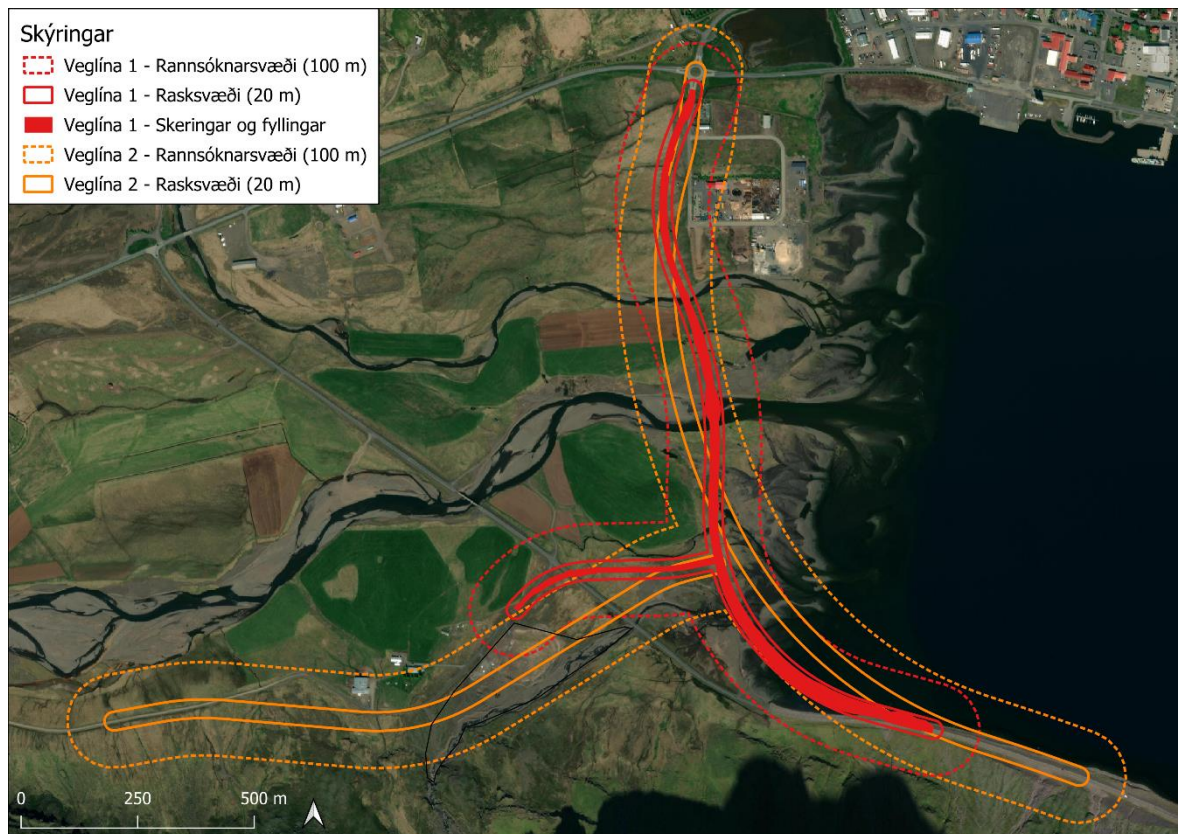 Skýringar
Veglína 1 - Rannsóknarsvæði (100 m)
Veglína 1 - Rasksvæði (20 m)
Veglína 1 - Skeringar og fyllingar
Veglína 2 - Rannsóknarsvæði (100 m)
Veglína 2 - Rasksvæði (20 m)
0 250 500 m